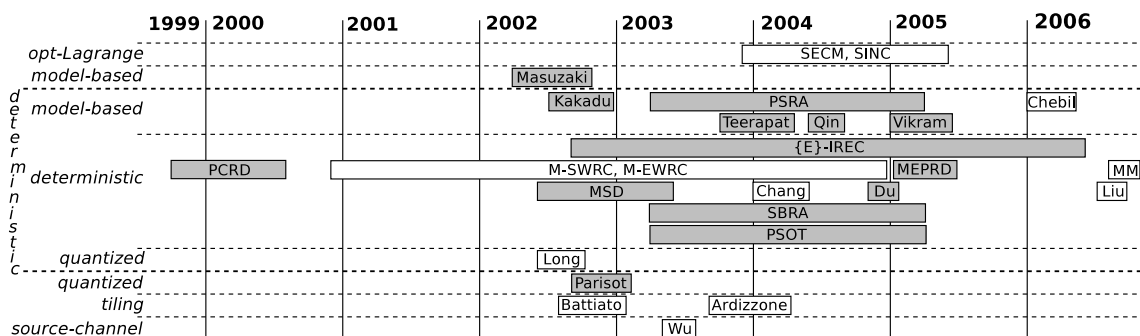 1999 2000 2001 2002 2003 2004 2005 2006
opt-Lagrange SECM, SINC
model-based Masuzaki
deterministic
model-based Kakadu PSRA Chebil
Teerapat Qin Vikram
{E}-IREC
deterministic PCRD M-SWRC, M-EWRC MEPRD MM
MSD Chang Du Liu
SBRA
PSOT
quantized Long
quantized Parisot
tiling Battiato Ardizzone
source-channel Wu